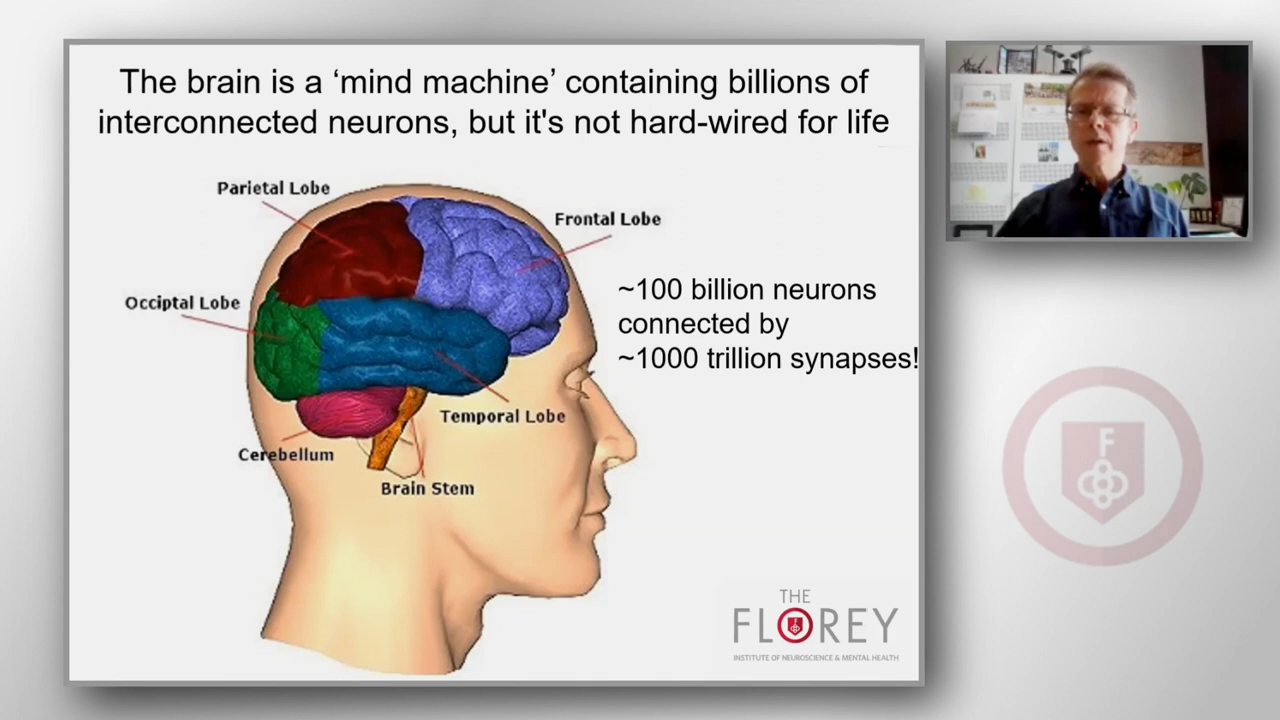 The brain is a ‘mind machine’ containing billions of
interconnected neurons, but it's not hard-wired for life
Parietal Lobe
Frontal Lobe
Occiptal Lobe
~100 billion neurons
connected by
~1000 trillion synapses!
Temporal Lobe
Cerebellum
Brain Stem
THE
FLOREY
INSTITUTE OF NEUROSCIENCE & MENTAL HEALTH
F